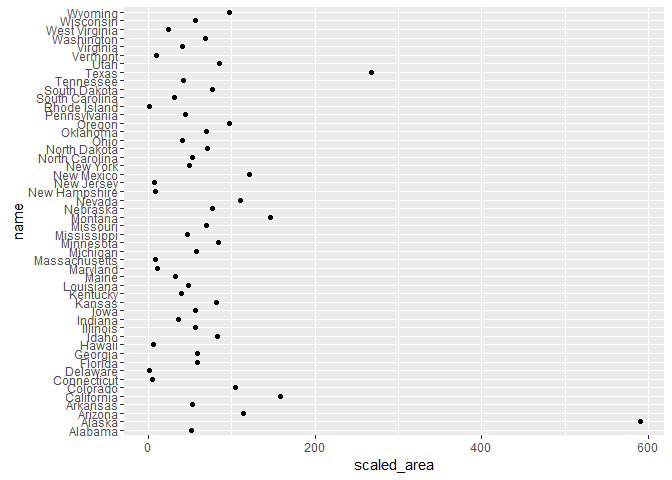 Wyoming
Wisconsin
West Virginia
Washington
Virginia
Vermont
Utah
Texas
Tennessee
South Dakota
South Carolina
Rhode Island
Pennsylvania
Oregon
Oklahoma
Ohio
North Dakota
North Carolina
New York
New Mexico
New Jersey
New Hampshire
Nevada
Nebraska
Montana
Missouri
Mississippi
Minnesota
Michigan
Massachusetts
Maryland
Maine
Louisiana
Kentucky
Kansas
Iowa
Indiana
Illinois
Idaho
Hawaii
Georgia
Florida
Delaware
Connecticut
Colorado
California
Arkansas
Arizona
Alaska
Alabama
name
0 200 400 600
scaled_area